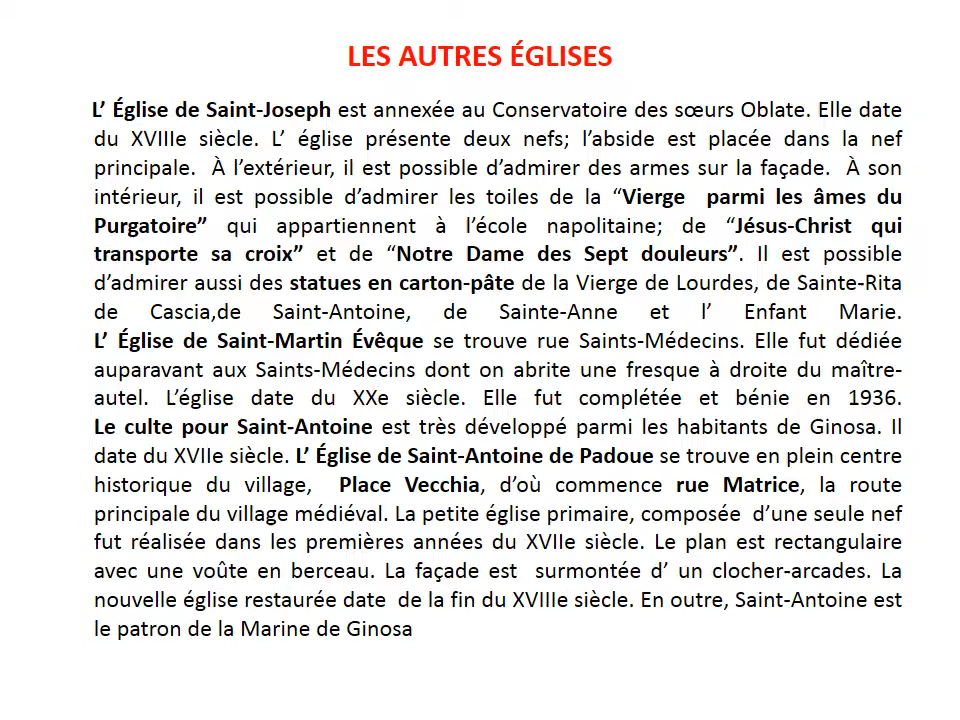 LES AUTRES ÉGLISES
L’ Église de Saint-Joseph est annexée au Conservatoire des sœurs Oblate. Elle date
du XVIIIe siècle. L’ église présente deux nefs; l’abside est placée dans la nef
principale. À l’extérieur, il est possible d’admirer des armes sur la façade. À son
intérieur, il est possible d’admirer les toiles de la “Vierge parmi les âmes du
Purgatoire” qui appartiennent à l’école napolitaine; de “Jésus-Christ qui
transporte sa croix” et de “Notre Dame des Sept douleurs”. Il est possible
d’admirer aussi des statues en carton-pâte de la Vierge de Lourdes, de Sainte-Rita
de Cascia,de Saint-Antoine, de Sainte-Anne et l’ Enfant Marie.
L’ Église de Saint-Martin Évêque se trouve rue Saints-Médecins. Elle fut dédiée
auparavant aux Saints-Médecins dont on abrite une fresque à droite du maître-
autel. L’église date du XXe siècle. Elle fut complétée et bénie en 1936.
Le culte pour Saint-Antoine est très développé parmi les habitants de Ginosa. Il
date du XVIIe siècle. L’ Église de Saint-Antoine de Padoue se trouve en plein centre
historique du village, Place Vecchia, d’où commence rue Matrice, la route
principale du village médiéval. La petite église primaire, composée d’une seule nef
fut réalisée dans les premières années du XVIIe siècle. Le plan est rectangulaire
avec une voûte en berceau. La façade est surmontée d’ un clocher-arcades. La
nouvelle église restaurée date de la fin du XVIIIe siècle. En outre, Saint-Antoine est
le patron de la Marine de Ginosa